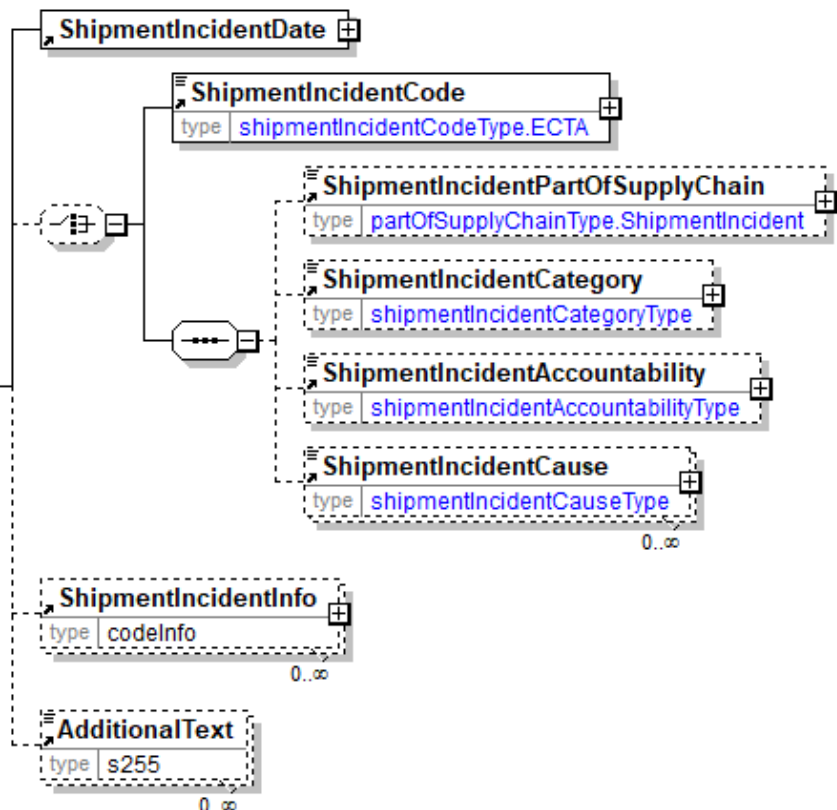 ShipmentIncidentDate
ShipmentIncidentCode
type shipmentIncidentCodeType.ECTA
ShipmentIncidentPartOfSupplyChain
type partOfSupplyChainType.ShipmentIncident
ShipmentIncidentCategory
type shipmentIncidentCategoryType
ShipmentIncidentAccountability
type shipmentIncidentAccountabilityType
ShipmentIncidentCause
type shipmentIncidentCauseType
0..∞
ShipmentIncidentInfo
type codeInfo
0..∞
AdditionalText
type s255
0..∞